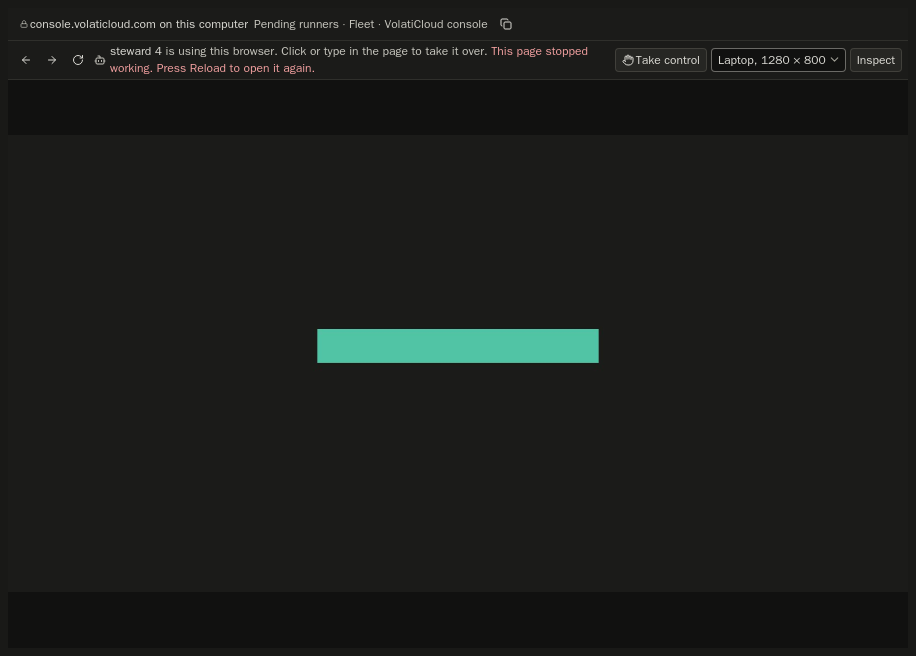 console.volaticloud.com on this computer Pending runners · Fleet · VolatiCloud console
steward 4 is using this browser. Click or type in the page to take it over. This page stopped
working. Press Reload to open it again.
Take control
Laptop, 1280 × 800
Inspect